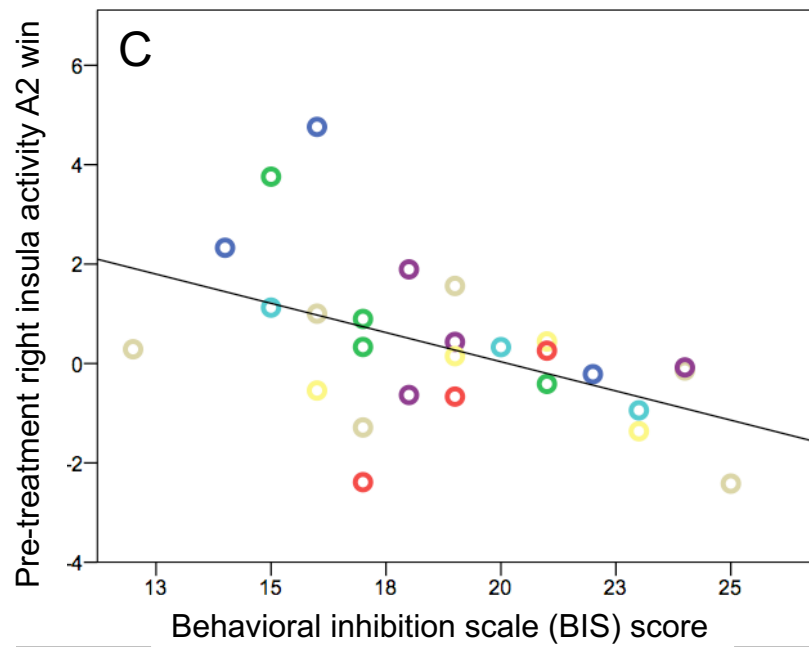 C
Pre-treatment right insula activity A2 win
6
4
2
0
-2
-4
13 15 18 20 23 25
Behavioral inhibition scale (BIS) score